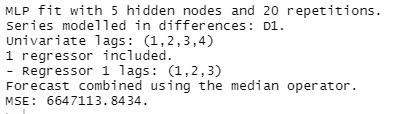 MLP fit with 5 hidden nodes and 20 repetitions.
Series modelled in differences: D1.
Univariate lags: (1,2,3,4)
1 regressor included.
- Regressor 1 lags: (1,2,3)
Forecast combined using the median operator.
MSE: 6647113.8434.